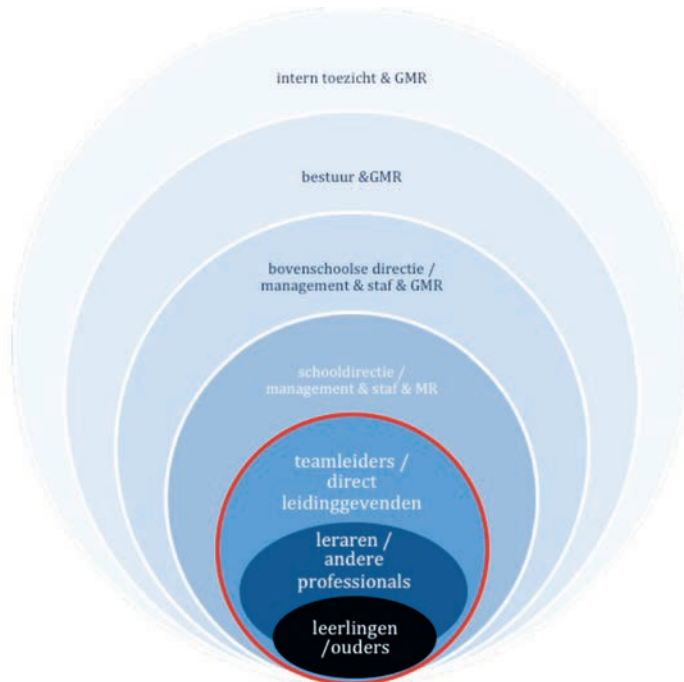 intern toezicht & GMR
bestuur &GMR
bovenschoolse directie /
management & staf & GMR
schooldirectie /
management & staf & MR
teamleiders /
direct
leidinggevenden
leraren /
andere
professionals
leerlingen
/ouders